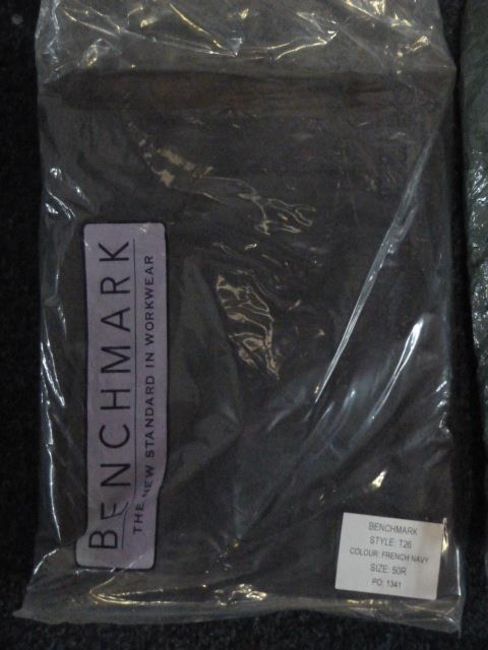 BENCHMARK
THE NEW STANDARD IN WORKWEAR
BENCHMARK
STYLE: T26
COLOUR: FRENCH NAVY
SIZE: 50R
PO: 1341